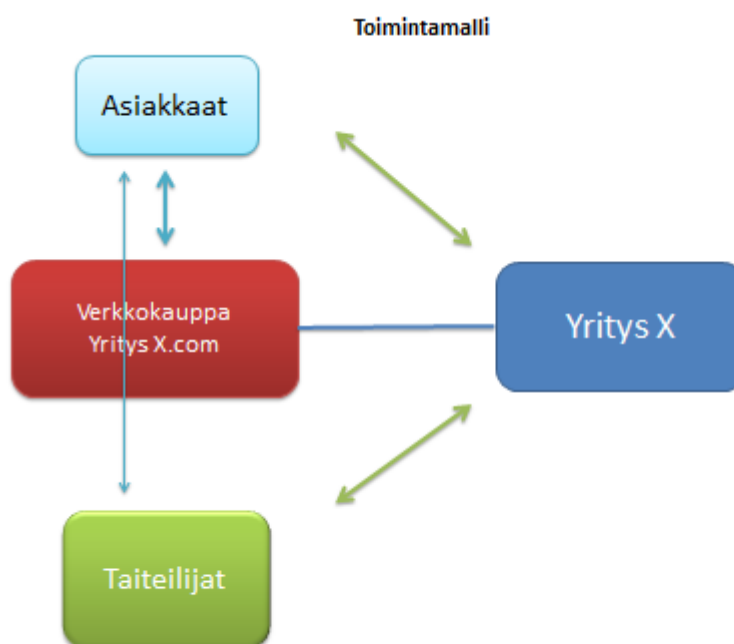 Toimintamalli
Asiakkaat
Verkkokauppa
Yritys X.com
Yritys X
Taiteilijat